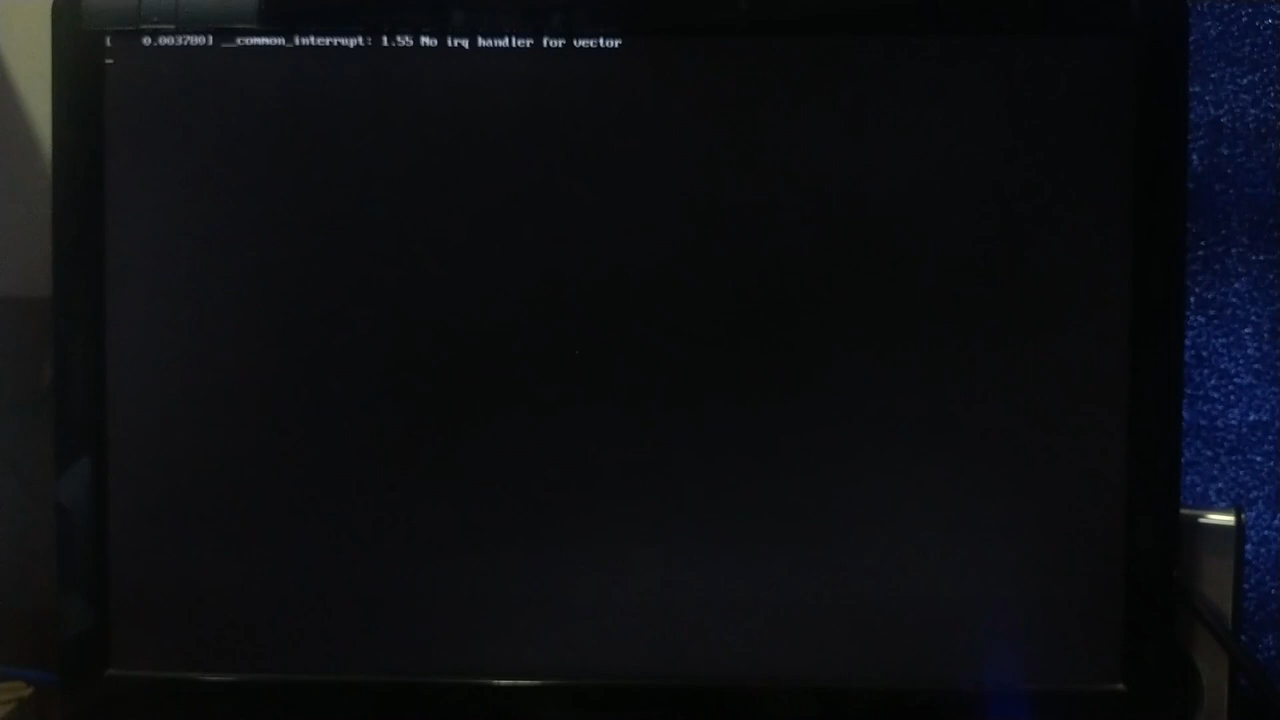 [    0.003780] __common_interrupt: 1.55 No irq handler for vector
_